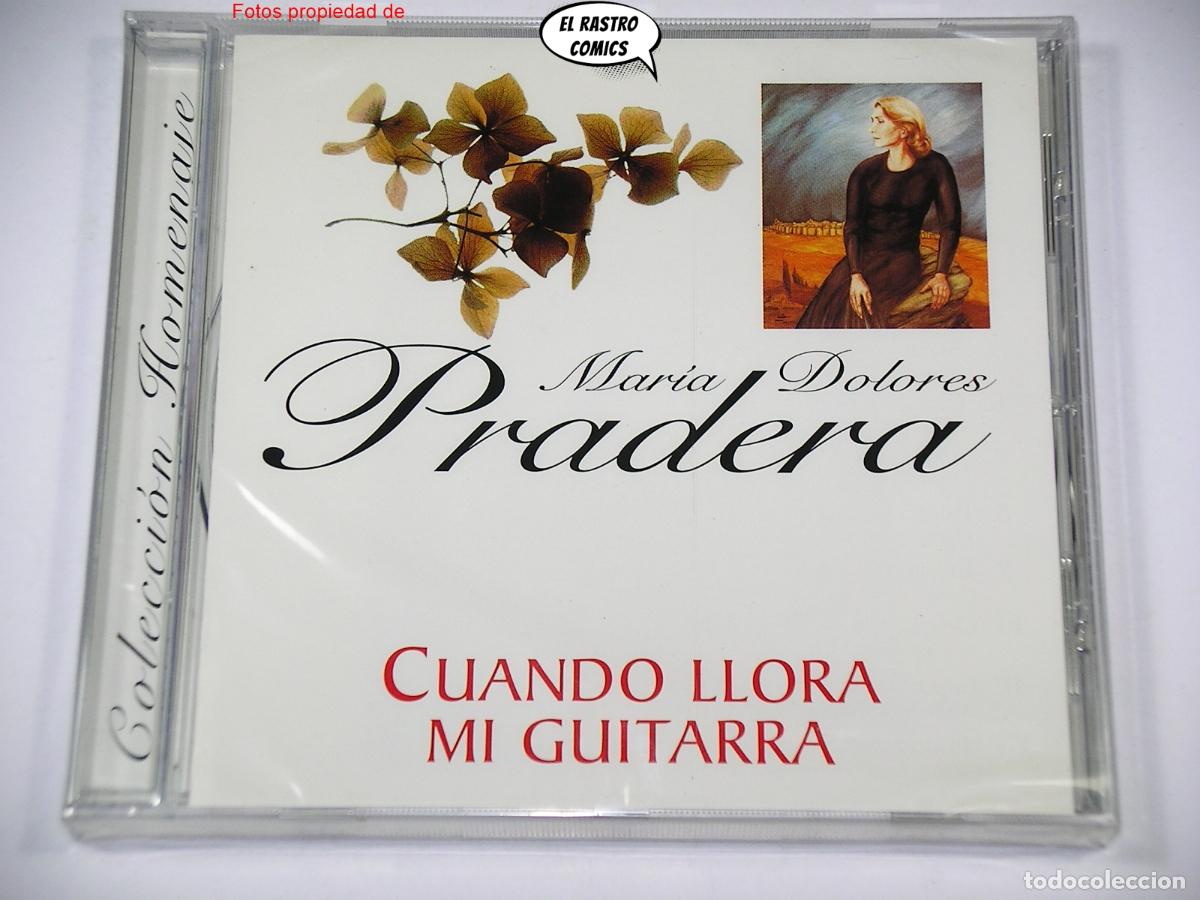 Fotos propiedad de
EL RASTRO
COMICS
Colección Homenaje
María Dolores
Pradera
CUANDO LLORA
MI GUITARRA
todocoleccion